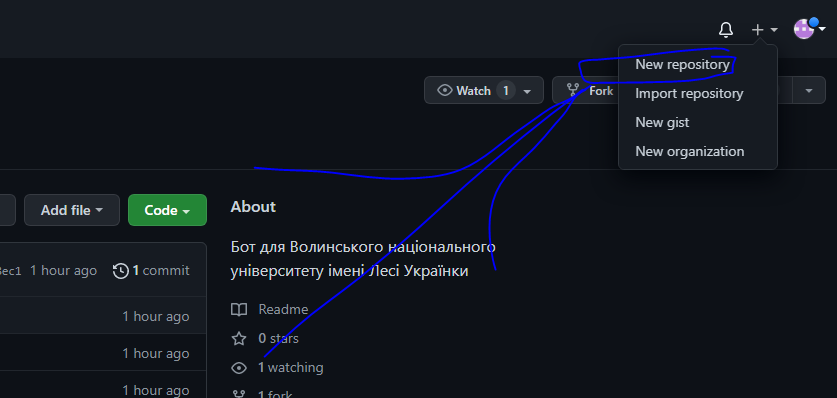 New repository
Watch 1
Fork
Import repository
New gist
New organization
Add file
Code
About
Бот для Волинського національного
університету імені Лесі Українки
3ec1 1 hour ago 1 commit
Readme
1 hour ago
0 stars
1 hour ago
1 watching
1 hour ago
1 fork